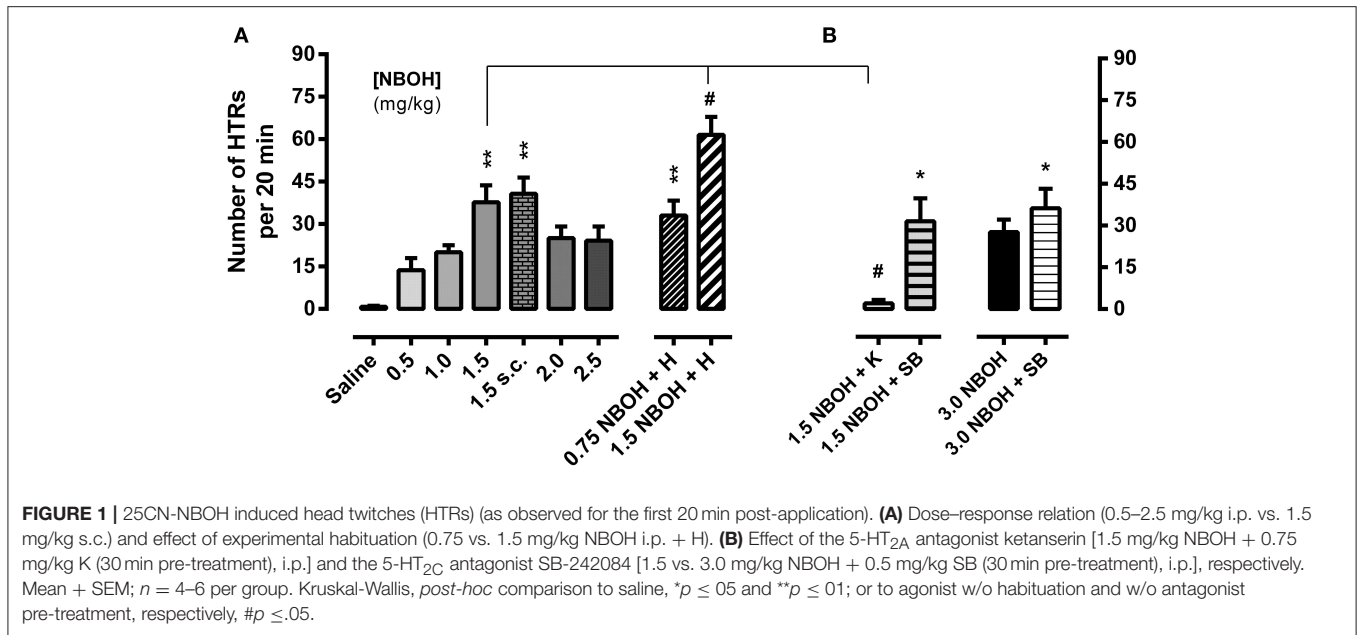 A
B
90
75
60
45
30
15
0
Number of HTRs
per 20 min
[NBOH]
(mg/kg)
**
**
**
#
#
*
*
90
75
60
45
30
15
0
Saline
0.5
1.0
1.5
1.5 s.c.
2.0
2.5
0.75 NBOH + H
1.5 NBOH + H
1.5 NBOH + K
1.5 NBOH + SB
3.0 NBOH
3.0 NBOH + SB
FIGURE 1 | 25CN-NBOH induced head twitches (HTRs) (as observed for the first 20 min post-application). (A) Dose–response relation (0.5–2.5 mg/kg i.p. vs. 1.5
mg/kg s.c.) and effect of experimental habituation (0.75 vs. 1.5 mg/kg NBOH i.p. + H). (B) Effect of the 5-HT2A antagonist ketanserin [1.5 mg/kg NBOH + 0.75
mg/kg K (30 min pre-treatment), i.p.] and the 5-HT2C antagonist SB-242084 [1.5 vs. 3.0 mg/kg NBOH + 0.5 mg/kg SB (30 min pre-treatment), i.p.], respectively.
Mean + SEM; n = 4–6 per group. Kruskal-Wallis, post-hoc comparison to saline, *p ≤ 05 and **p ≤ 01; or to agonist w/o habituation and w/o antagonist
pre-treatment, respectively, #p ≤.05.